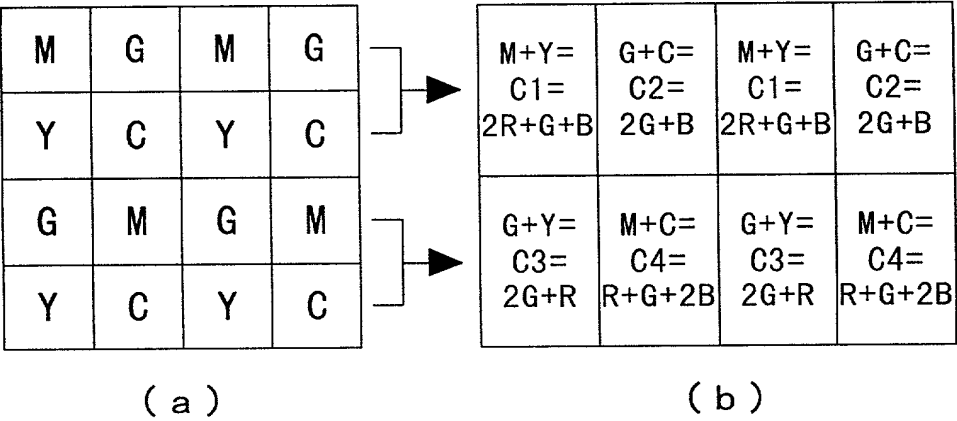 M G M G
Y C Y C
G M G M
Y C Y C
M+Y= G+C= M+Y= G+C=
C1= C2= C1= C2=
2R+G+B 2G+B 2R+G+B 2G+B
G+Y= M+C= G+Y= M+C=
C3= C4= C3= C4=
2G+R R+G+2B 2G+R R+G+2B
(a) (b)